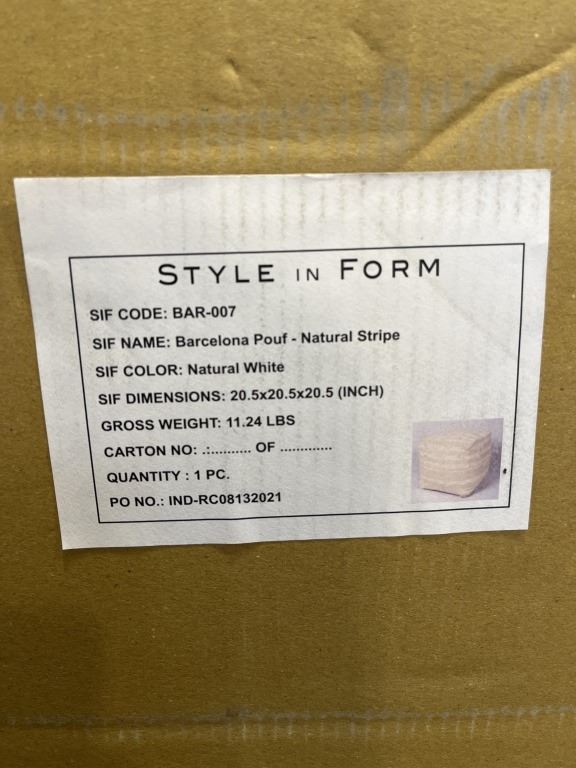 STYLE IN FORM
SIF CODE: BAR-007
SIF NAME: Barcelona Pouf - Natural Stripe
SIF COLOR: Natural White
SIF DIMENSIONS: 20.5x20.5x20.5 (INCH)
GROSS WEIGHT: 11.24 LBS
CARTON NO: .:.......... OF .............
QUANTITY : 1 PC.
PO NO.: IND-RC08132021